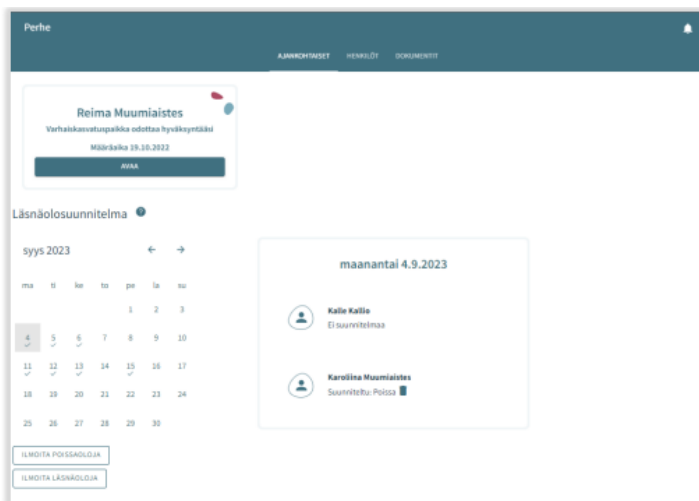 Perhe
AJANKOHTAISET HENKILÖT DOKUMENTIT
Reima Muumiaistes
Varhaiskasvatuspaikka odottaa hyväksyntääsi
Määräaika 19.10.2022
AVAA
Läsnäolosuunnitelma ?
syys 2023 ← →
ma ti ke to pe la su
1 2 3
4 5 6 7 8 9 10
11 12 13 14 15 16 17
18 19 20 21 22 23 24
25 26 27 28 29 30
maanantai 4.9.2023
Kalle Kallio
Ei suunnitelmaa
Karoliina Muumiaistes
Suunniteltu: Poissa
ILMOITA POISSAOLOJA
ILMOITA LÄSNÄOLOJA